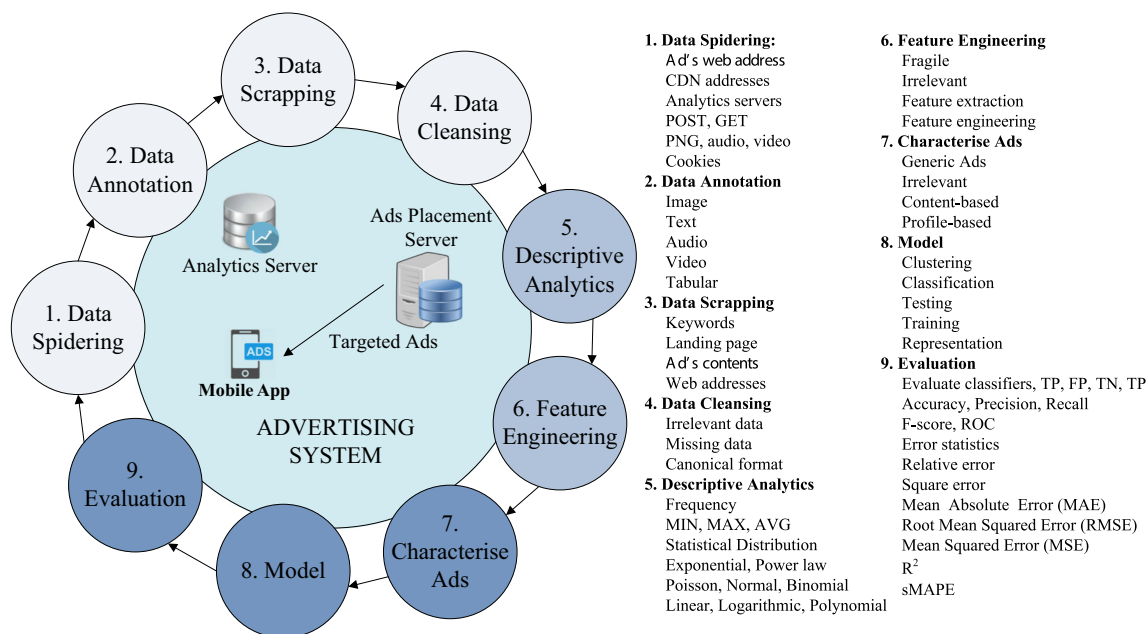 3. Data
Scrapping
4. Data
Cleansing
2. Data
Annotation
5.
Descriptive
Analytics
1. Data
Spidering
6. Feature
Engineering
9.
Evaluation
7.
Characterise
Ads
8. Model
Analytics Server
Ads Placement
Server
Targeted Ads
ADS
Mobile App
ADVERTISING
SYSTEM
1. Data Spidering:
Ad's web address
CDN addresses
Analytics servers
POST, GET
PNG, audio, video
Cookies
2. Data Annotation
Image
Text
Audio
Video
Tabular
3. Data Scrapping
Keywords
Landing page
Ad's contents
Web addresses
4. Data Cleansing
Irrelevant data
Missing data
Canonical format
5. Descriptive Analytics
Frequency
MIN, MAX, AVG
Statistical Distribution
Exponential, Power law
Poisson, Normal, Binomial
Linear, Logarithmic, Polynomial
6. Feature Engineering
Fragile
Irrelevant
Feature extraction
Feature engineering
7. Characterise Ads
Generic Ads
Irrelevant
Content-based
Profile-based
8. Model
Clustering
Classification
Testing
Training
Representation
9. Evaluation
Evaluate classifiers, TP, FP, TN, TP
Accuracy, Precision, Recall
F-score, ROC
Error statistics
Relative error
Square error
Mean Absolute Error (MAE)
Root Mean Squared Error (RMSE)
Mean Squared Error (MSE)
R²
sMAPE